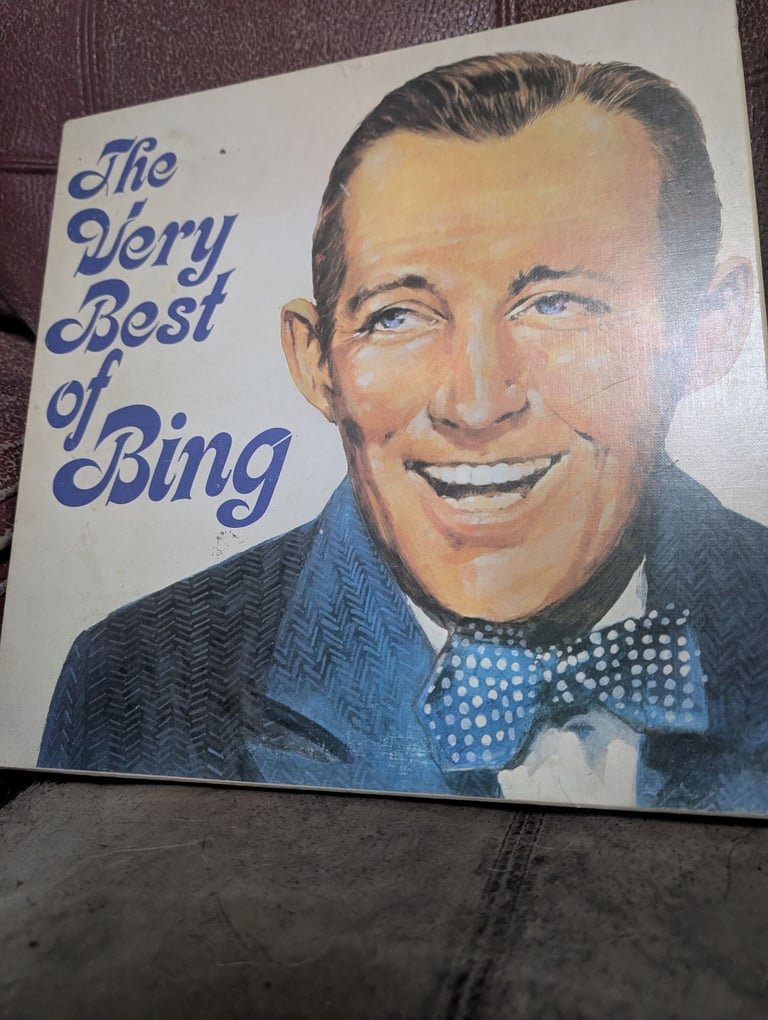 The
Very
Best
of
Bing